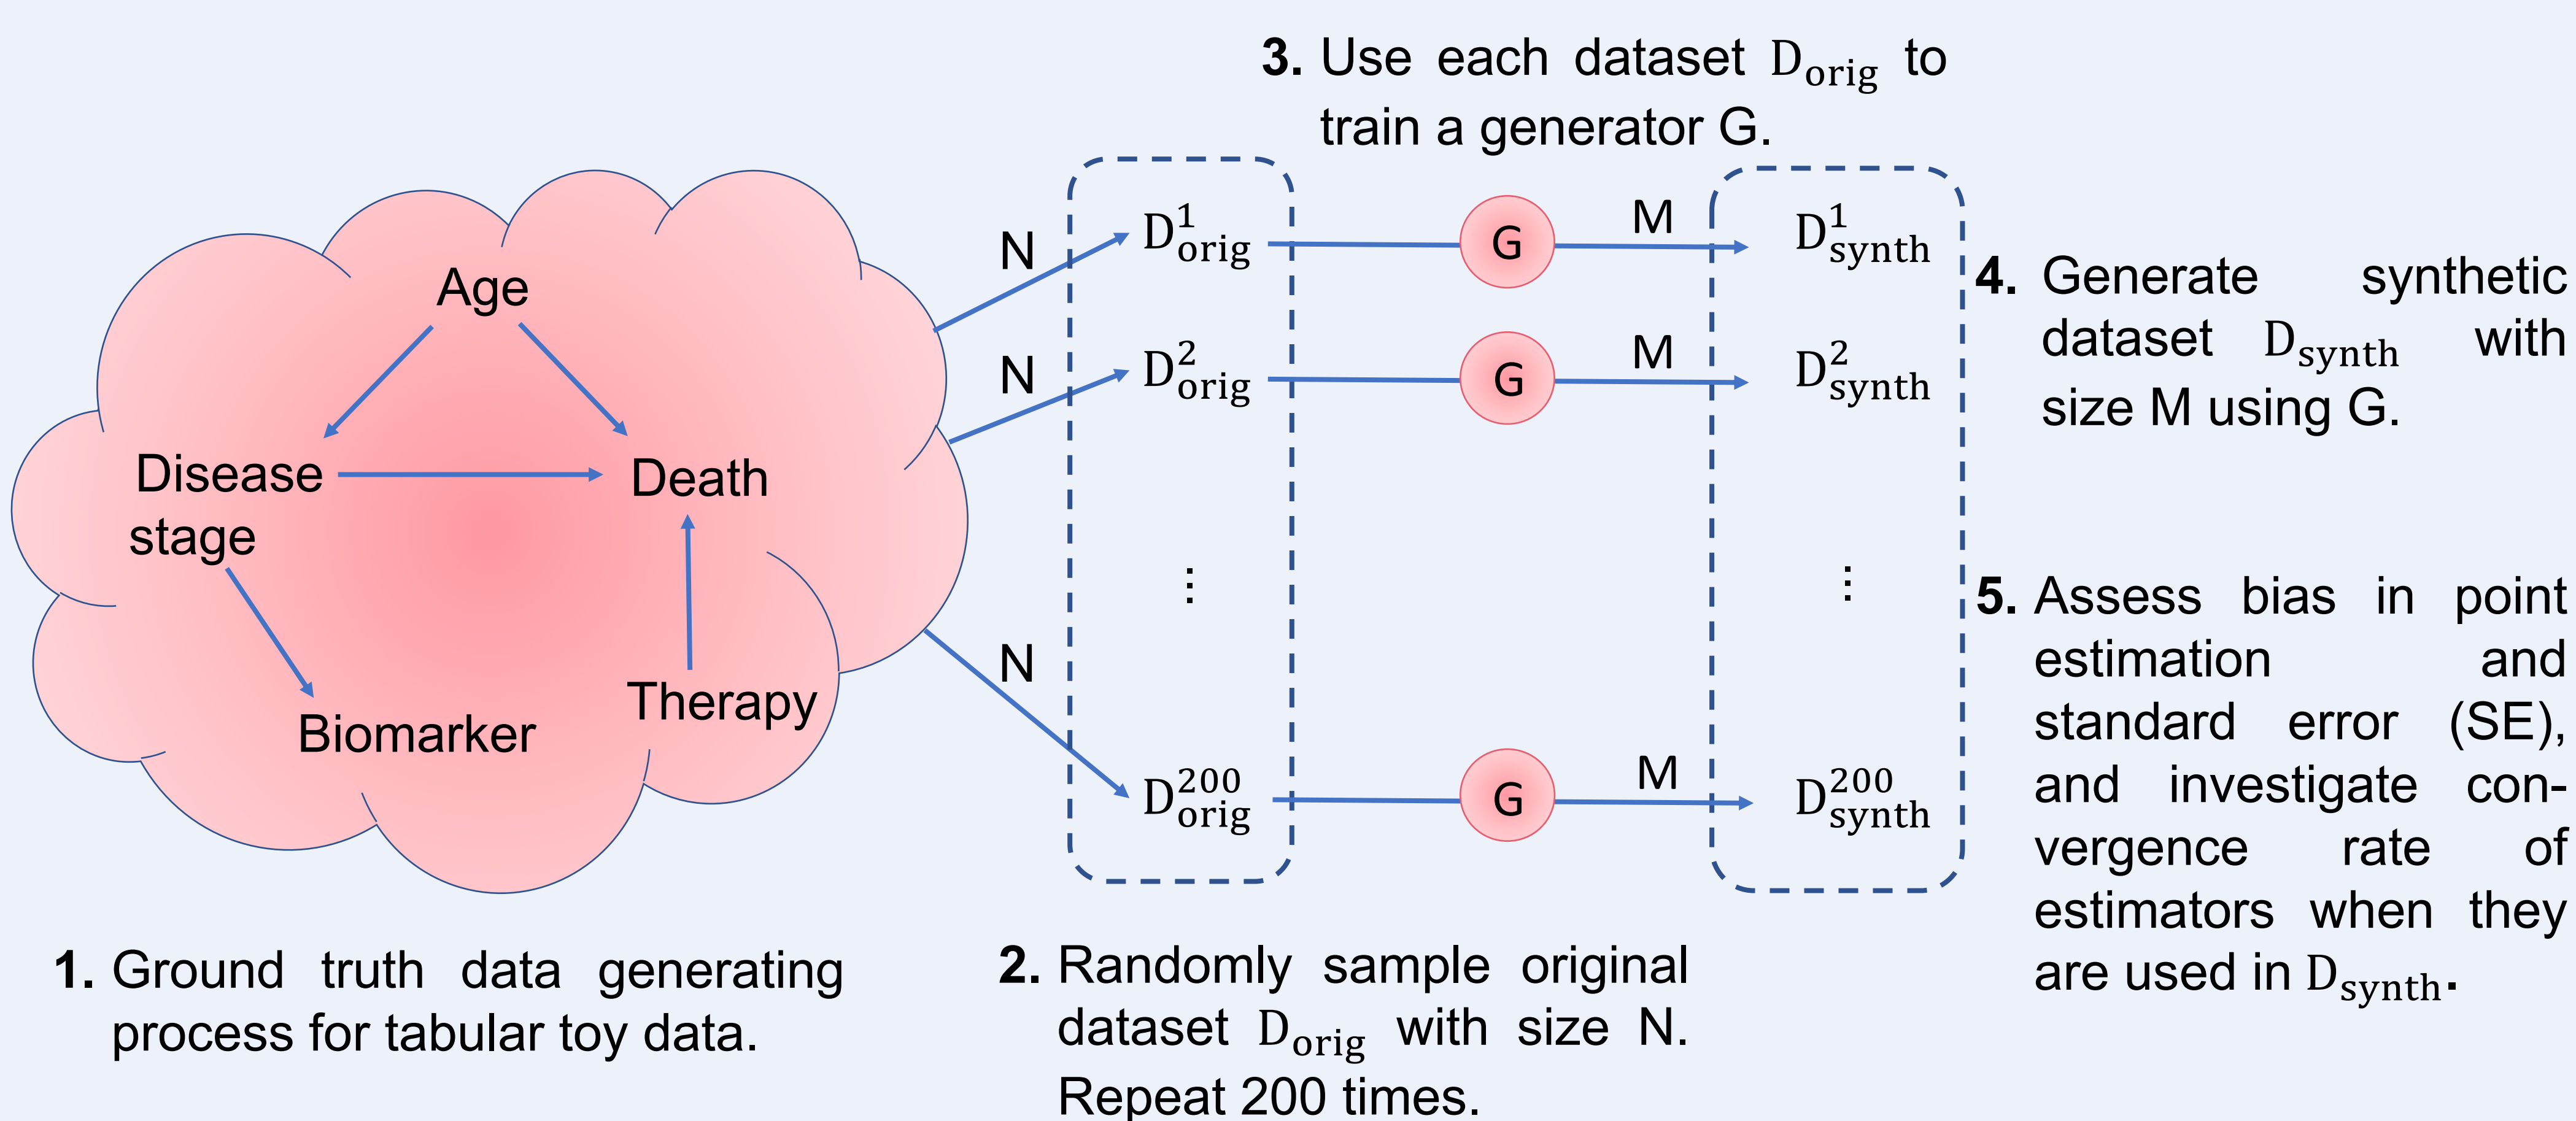 3. Use each dataset D_orig to
train a generator G.
Age
Disease
stage
Death
Biomarker
Therapy
N
D^1_orig
G
M
D^1_synth
N
D^2_orig
G
M
D^2_synth
⋮
⋮
N
D^200_orig
G
M
D^200_synth
4. Generate synthetic
dataset D_synth with
size M using G.
5. Assess bias in point
estimation and
standard error (SE),
and investigate con-
vergence rate of
estimators when they
are used in D_synth.
1. Ground truth data generating
process for tabular toy data.
2. Randomly sample original
dataset D_orig with size N.
Repeat 200 times.